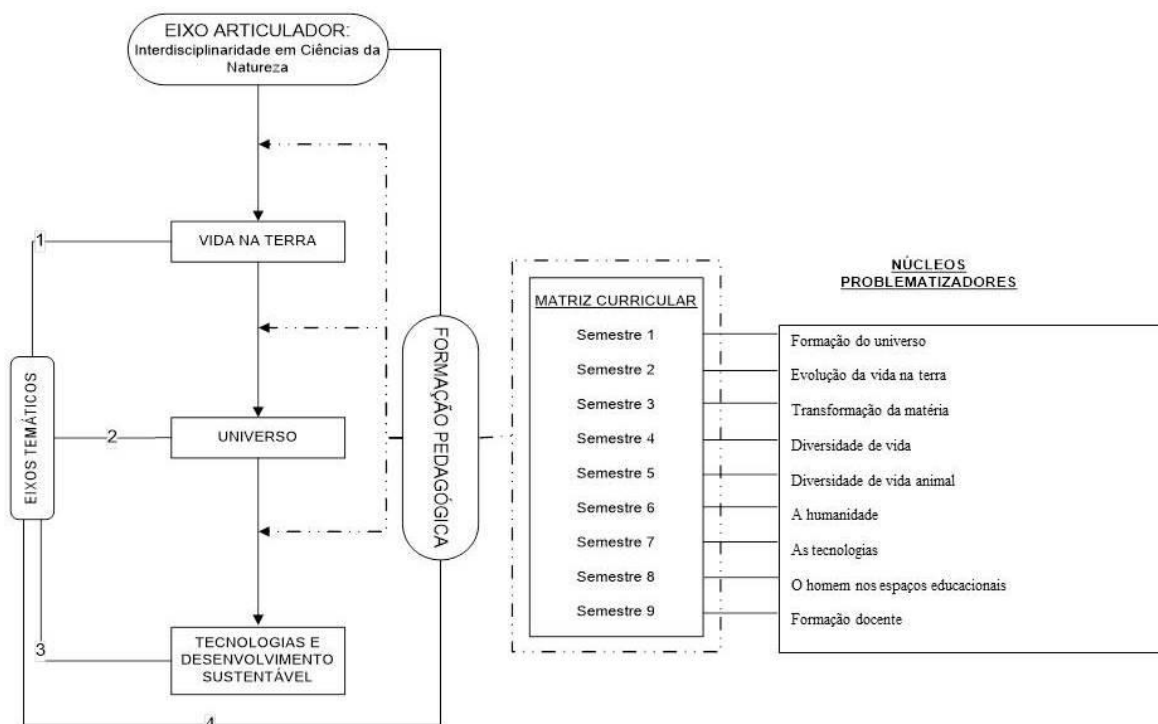 EIXO ARTICULADOR:
Interdisciplinaridade em Ciências da
Natureza
1
VIDA NA TERRA
EIXOS TEMÁTICOS
2
UNIVERSO
3
TECNOLOGIAS E
DESENVOLVIMENTO
SUSTENTÁVEL
4
FORMAÇÃO PEDAGÓGICA
MATRIZ CURRICULAR
Semestre 1
Semestre 2
Semestre 3
Semestre 4
Semestre 5
Semestre 6
Semestre 7
Semestre 8
Semestre 9
NÚCLEOS
PROBLEMATIZADORES
Formação do universo
Evolução da vida na terra
Transformação da matéria
Diversidade de vida
Diversidade de vida animal
A humanidade
As tecnologias
O homem nos espaços educacionais
Formação docente